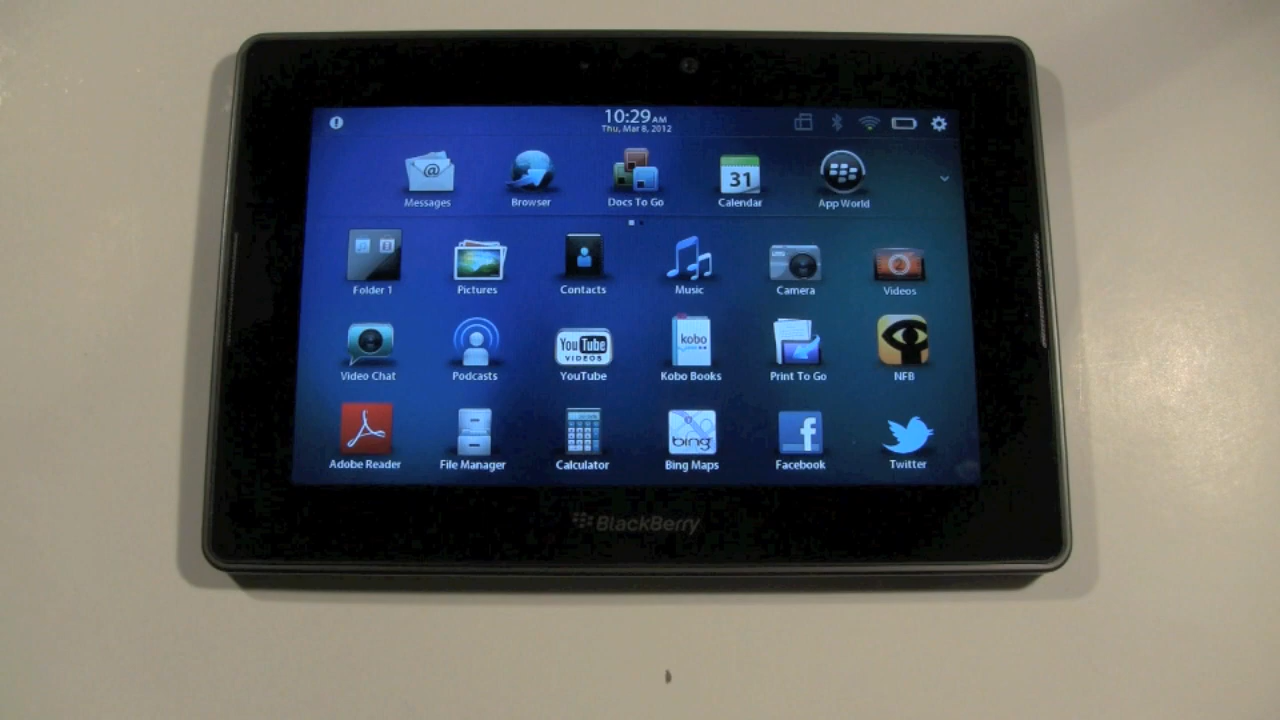 10:29 AM
Thu, Mar 8, 2012
@ 31
Messages Browser Docs To Go Calendar App World
Folder 1 Pictures Contacts Music Camera Videos
You Tube
VIDEOS
kobo
Video Chat Podcasts YouTube Kobo Books Print To Go NFB
bing f
Adobe Reader File Manager Calculator Bing Maps Facebook Twitter
BlackBerry